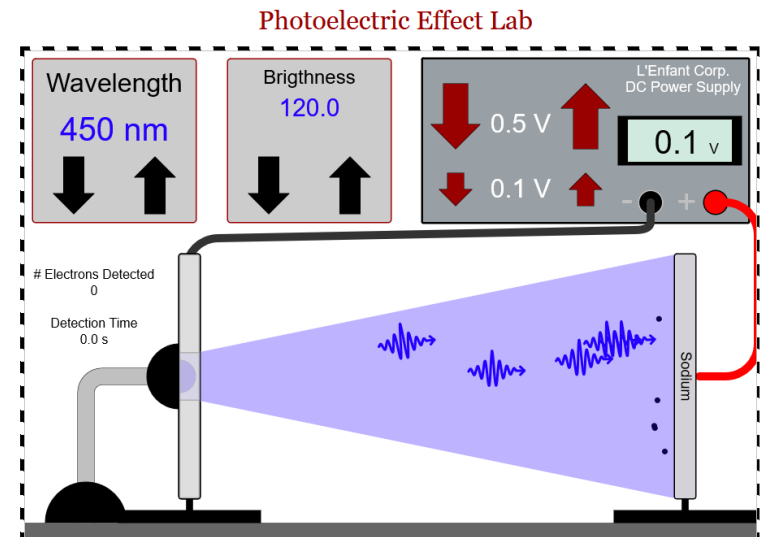 Photoelectric Effect Lab
Wavelength
450 nm
Brigthness
120.0
L'Enfant Corp.
DC Power Supply
0.5 V
0.1 V
0.1 V
- +
# Electrons Detected
0
Detection Time
0.0 s
Sodium